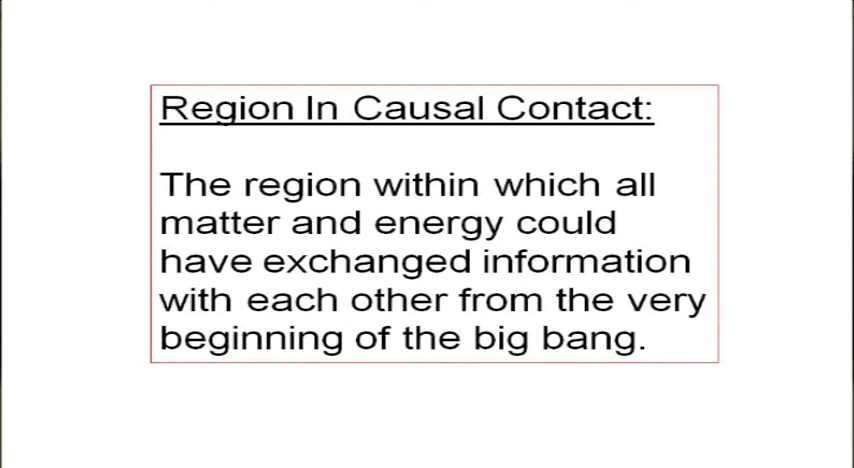 Region In Causal Contact:
The region within which all
matter and energy could
have exchanged information
with each other from the very
beginning of the big bang.